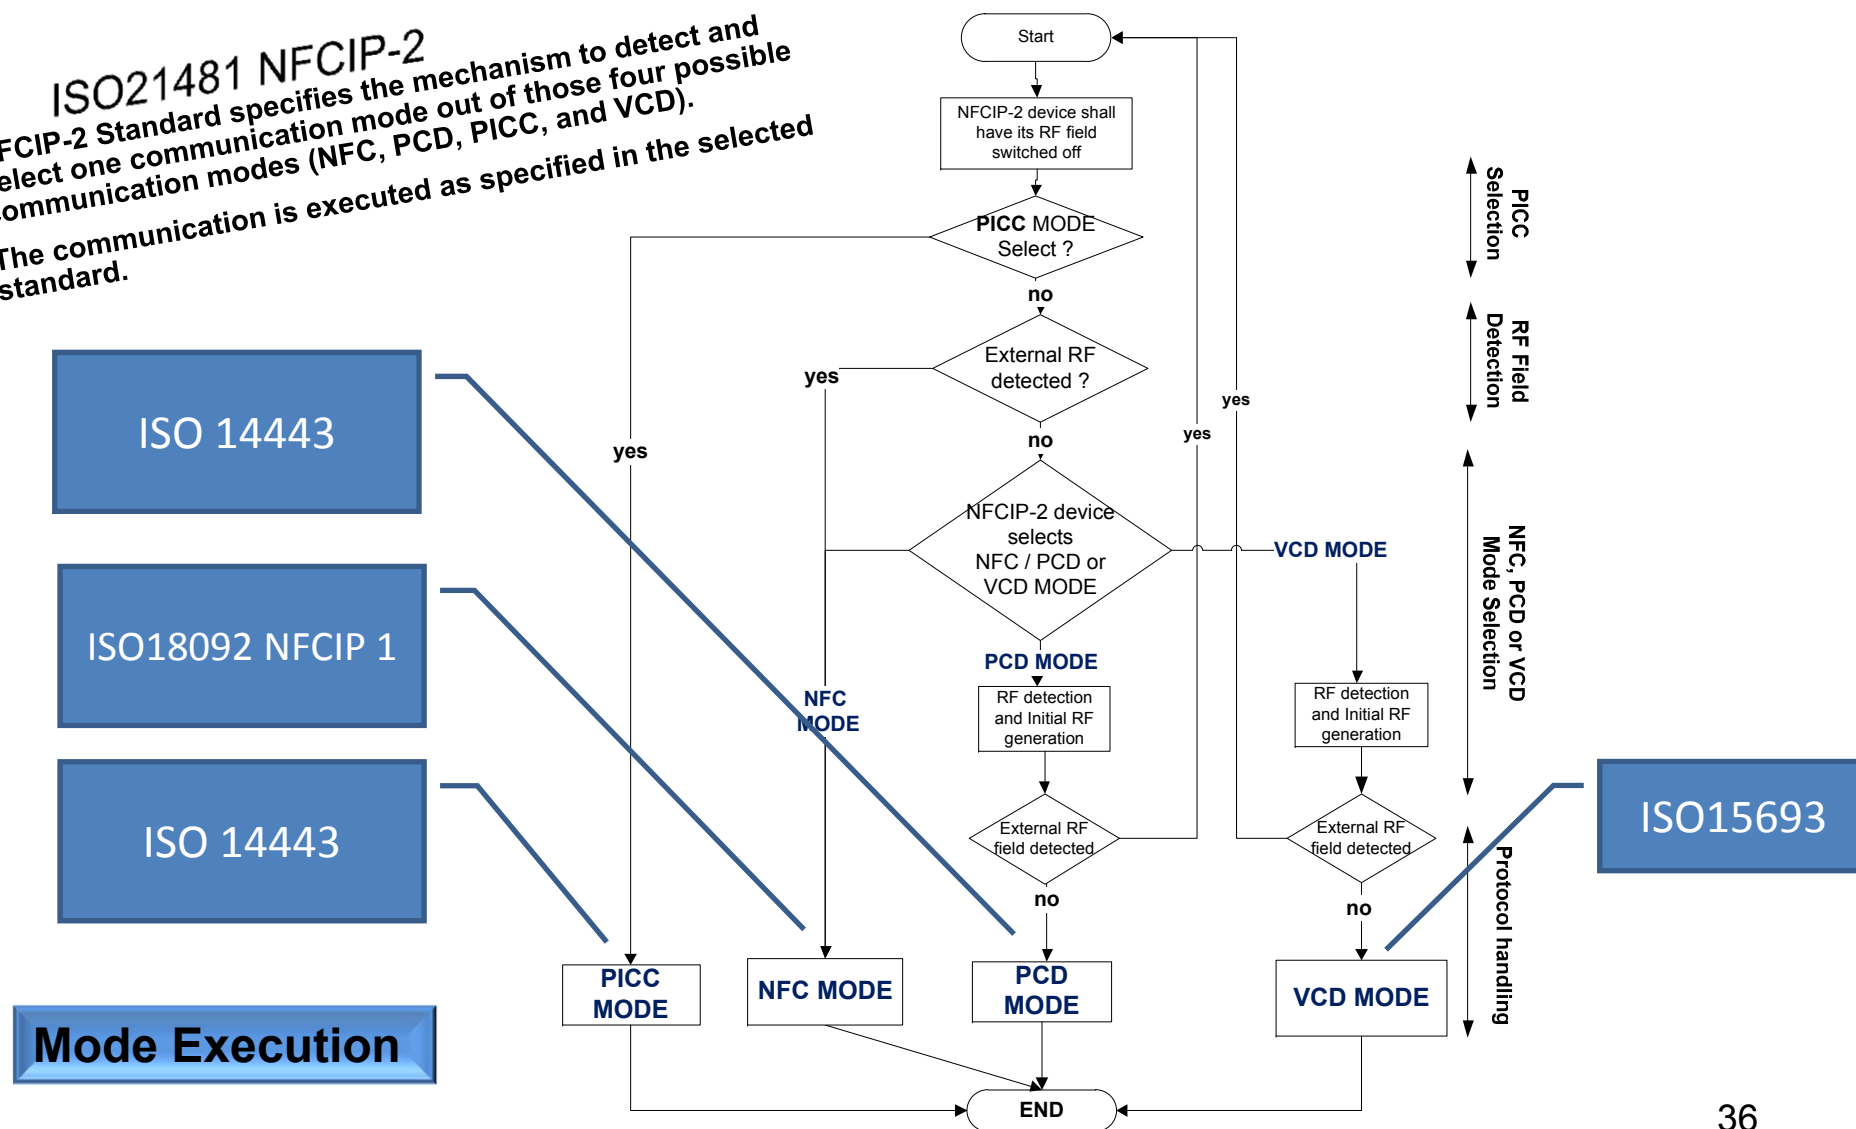 ISO21481 NFCIP-2
FCIP-2 Standard specifies the mechanism to detect and
elect one communication mode out of those four possible
ommunication modes (NFC, PCD, PICC, and VCD).
The communication is executed as specified in the selected
standard.
Start
NFCIP-2 device shall
have its RF field
switched off
PICC MODE
Select ?
no
External RF
detected ?
yes
no
yes
yes
yes
NFCIP-2 device
selects
NFC / PCD or
VCD MODE
VCD MODE
PCD MODE
NFC
MODE
RF detection
and Initial RF
generation
RF detection
and Initial RF
generation
External RF
field detected
External RF
field detected
no
no
PICC
MODE
NFC MODE
PCD
MODE
VCD MODE
END
PICC
Selection
RF Field
Detection
NFC, PCD or VCD
Mode Selection
Protocol handling
ISO 14443
ISO18092 NFCIP 1
ISO 14443
ISO15693
Mode Execution
36